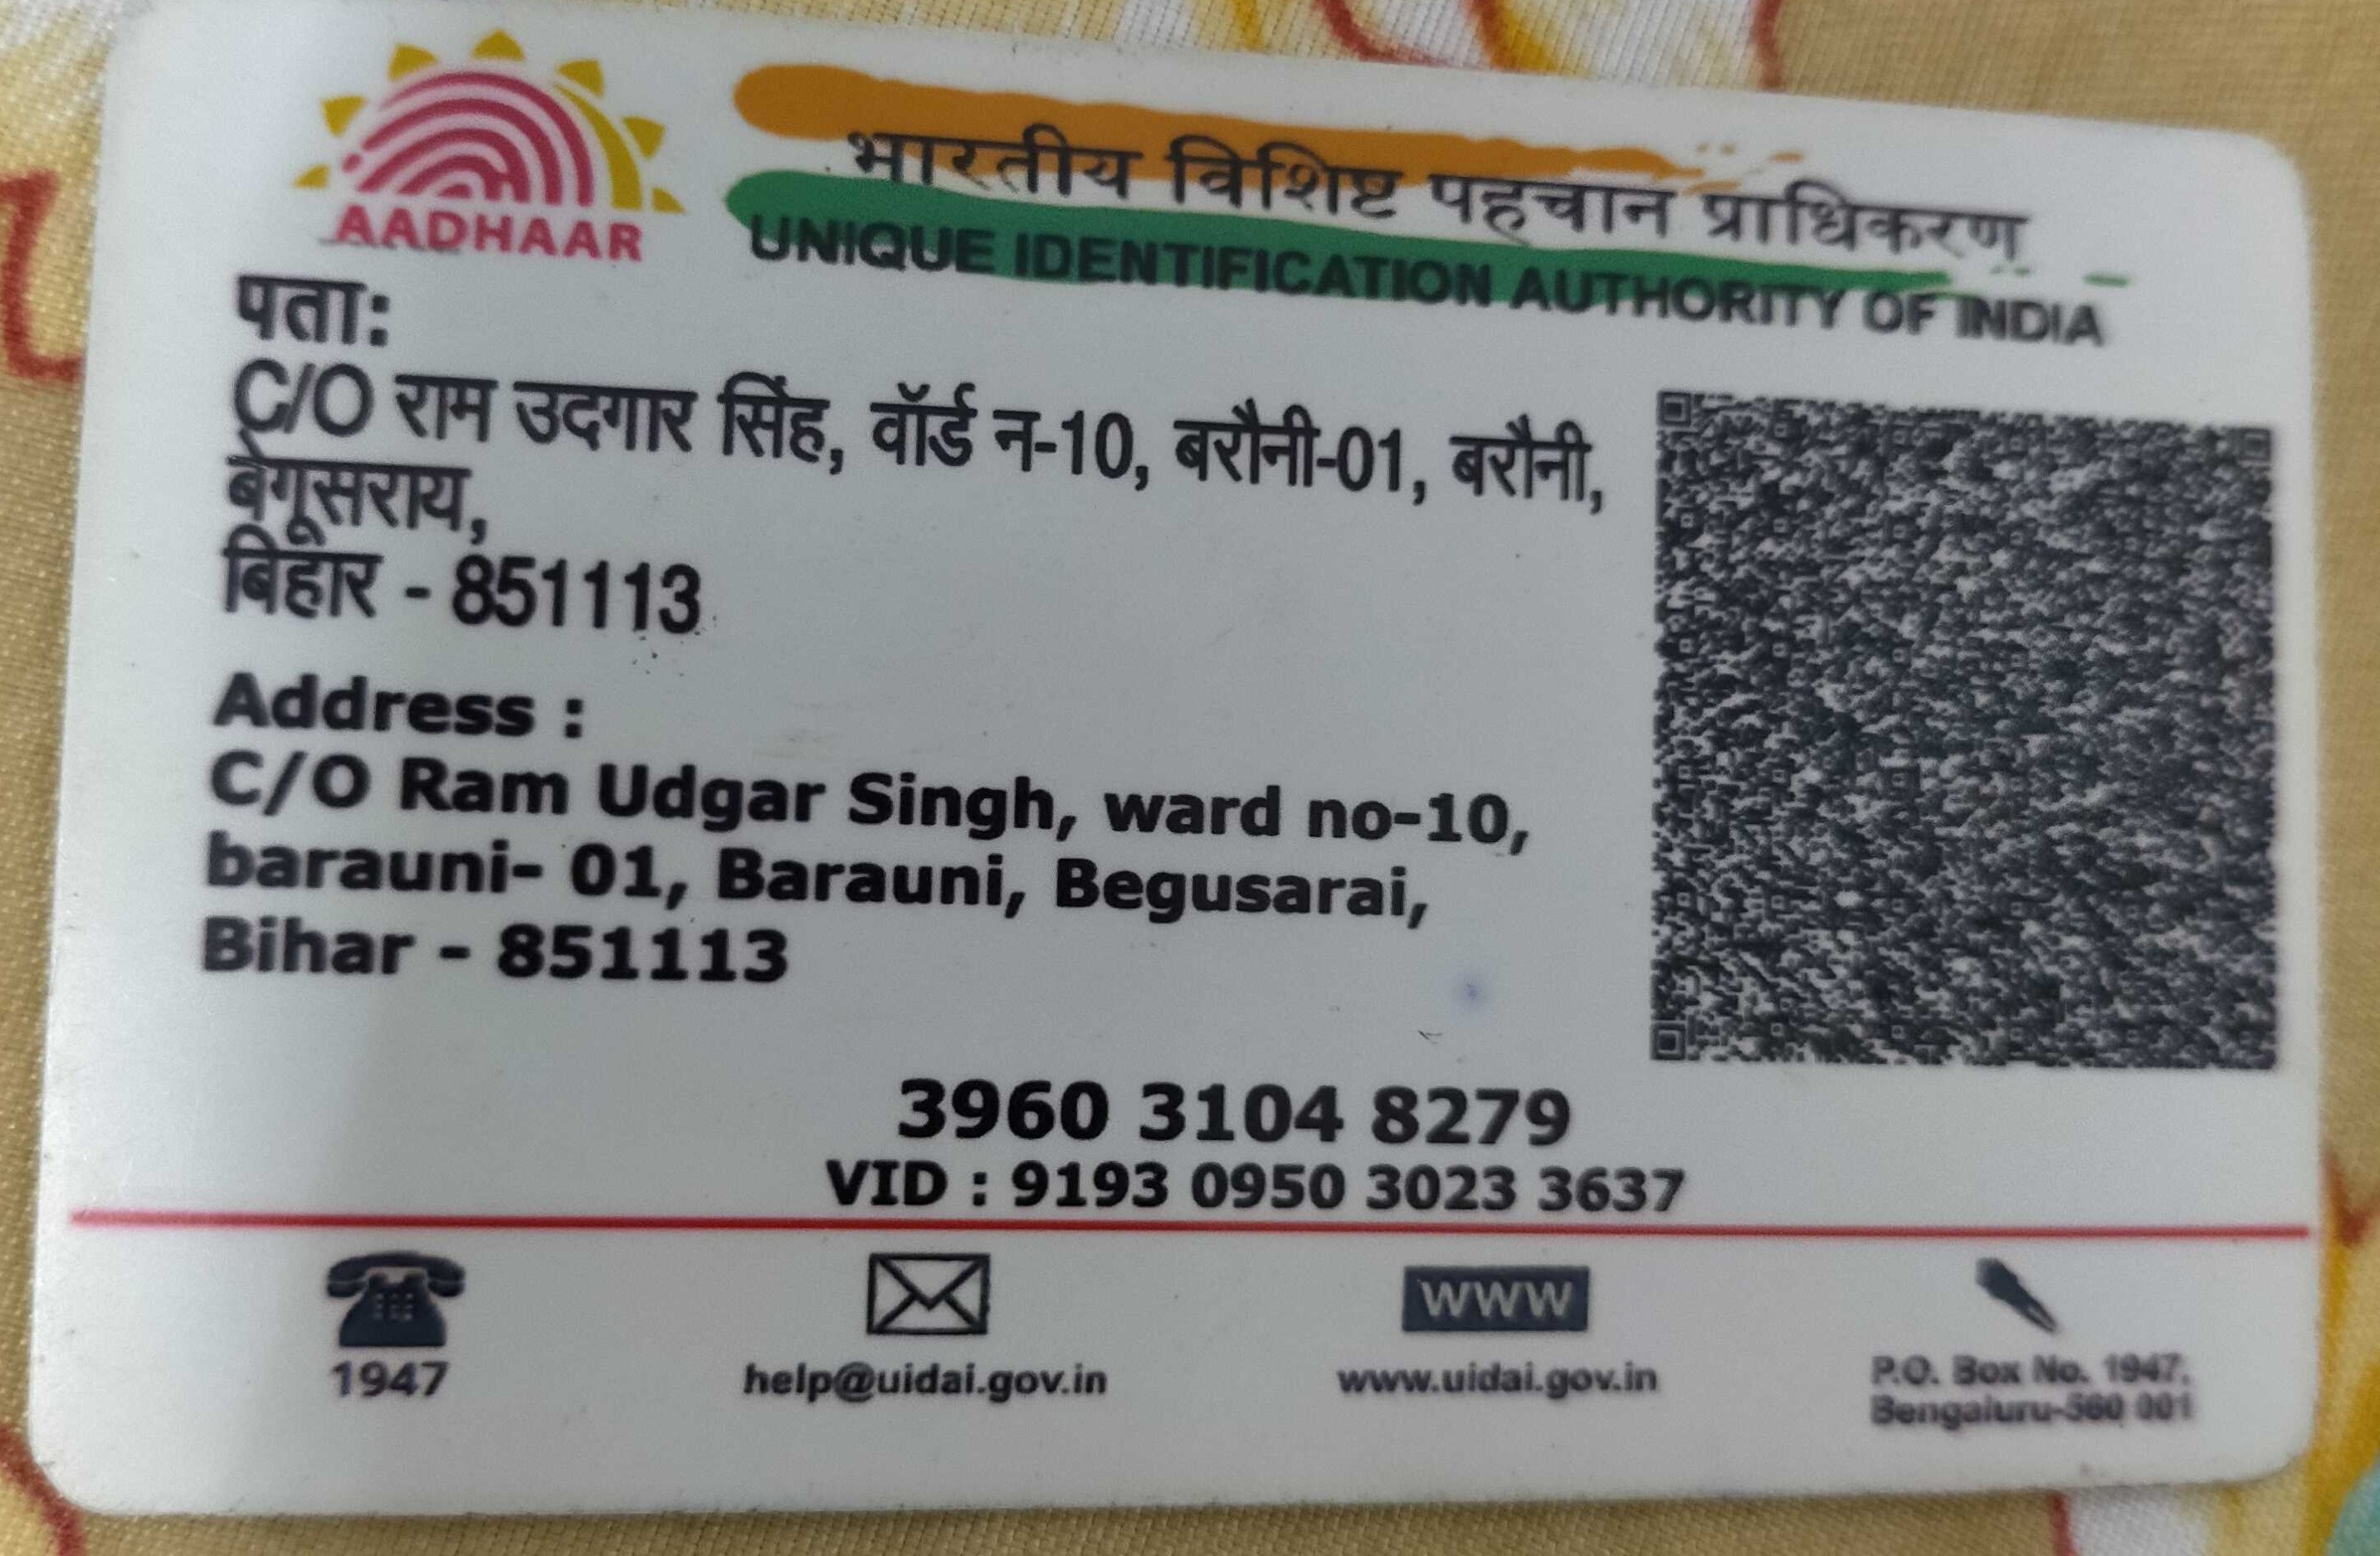 AADHAAR
भारतीय विशिष्ट पहचान प्राधिकरण
UNIQUE IDENTIFICATION AUTHORITY OF INDIA
पता:
C/O राम उदगार सिंह, वॉर्ड न-10, बरौनी-01, बरौनी,
बेगूसराय,
बिहार - 851113
Address :
C/O Ram Udgar Singh, ward no-10,
barauni- 01, Barauni, Begusarai,
Bihar - 851113
3960 3104 8279
VID : 9193 0950 3023 3637
1947
help@uidai.gov.in
WWW
www.uidai.gov.in
P.O. Box No. 1947,
Bengaluru-560 001